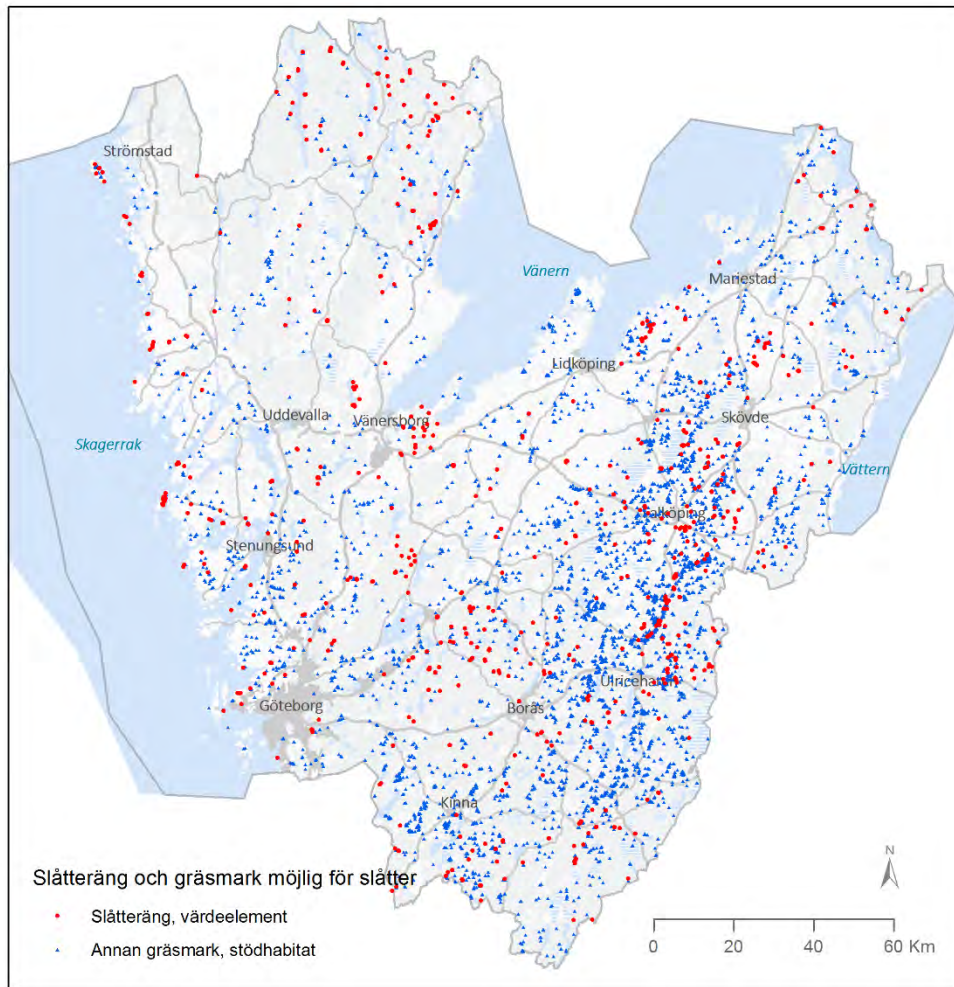 Strömstad
Vänern
Mariestad
Lidköping
Uddevalla
Vänersborg
Skövde
Skagerrak
Vättern
Falköping
Stenungsund
Ulricehamn
Göteborg
Borås
Kinna
Slåtteräng och gräsmark möjlig för slåtter
Slåtteräng, värdeelement
Annan gräsmark, stödhabitat
N
0 20 40 60 Km